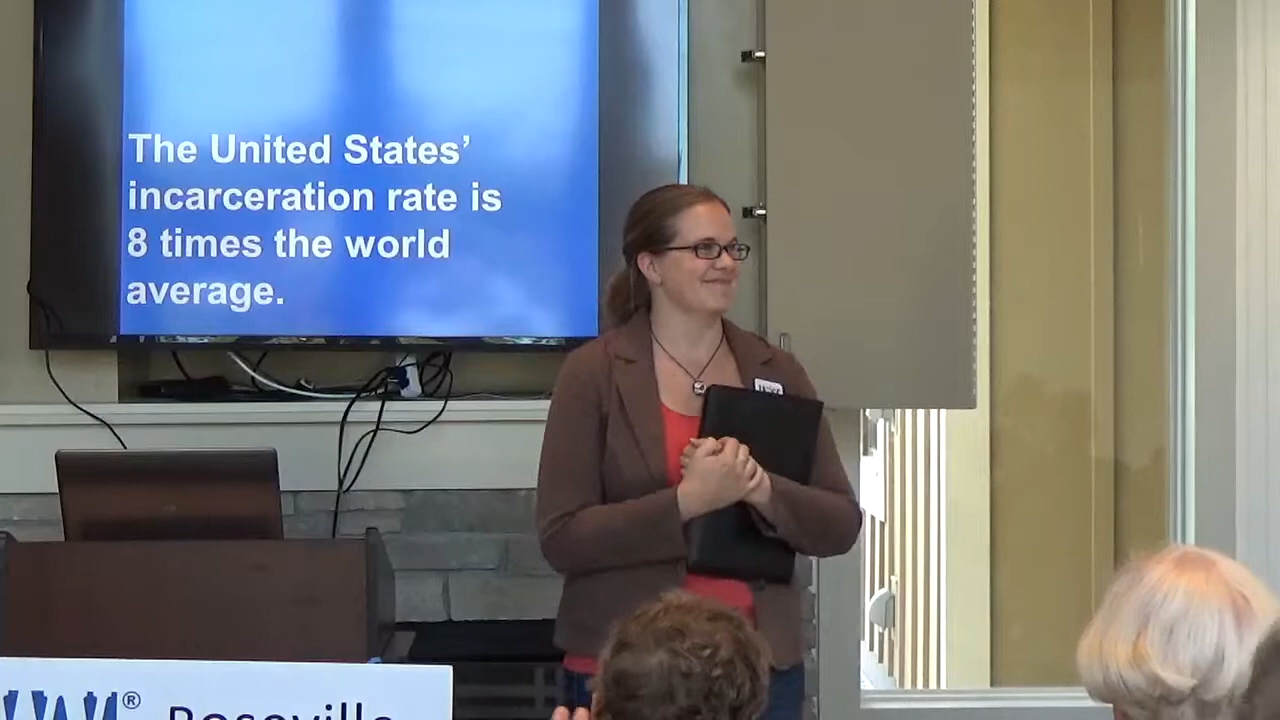 The United States’
incarceration rate is
8 times the world
average.
® Roseville